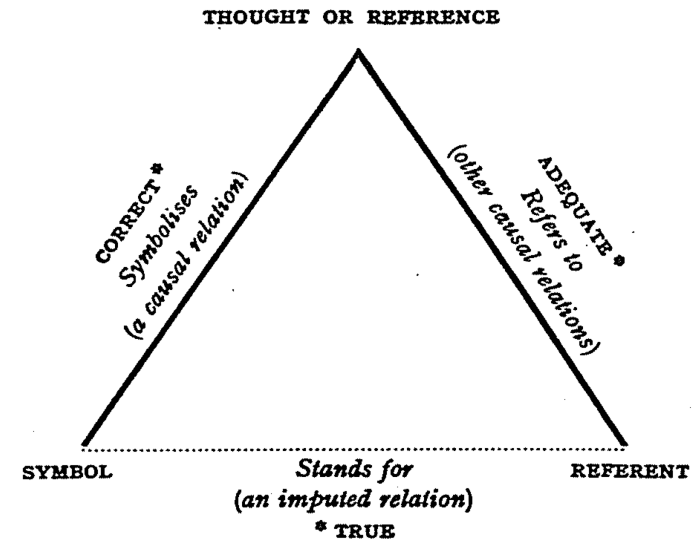 THOUGHT OR REFERENCE
CORRECT*
Symbolises
(a causal relation)
ADEQUATE*
Refers to
(other causal relations)
SYMBOL
Stands for
(an imputed relation)
* TRUE
REFERENT